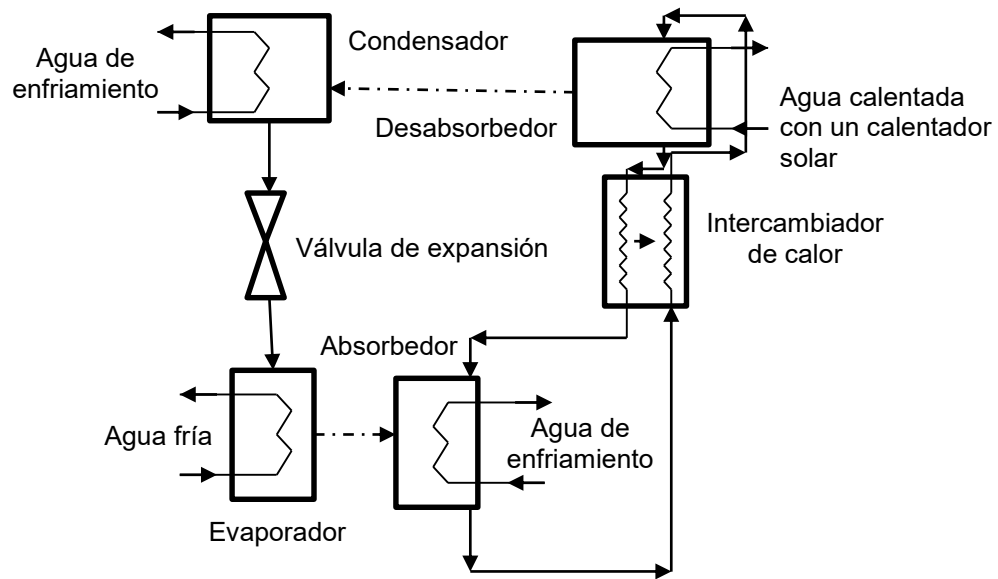 Condensador
Agua de
enfriamiento
Desabsorbedor
Agua calentada
con un calentador
solar
Válvula de expansión
Intercambiador
de calor
Absorbedor
Agua fría
Agua de
enfriamiento
Evaporador